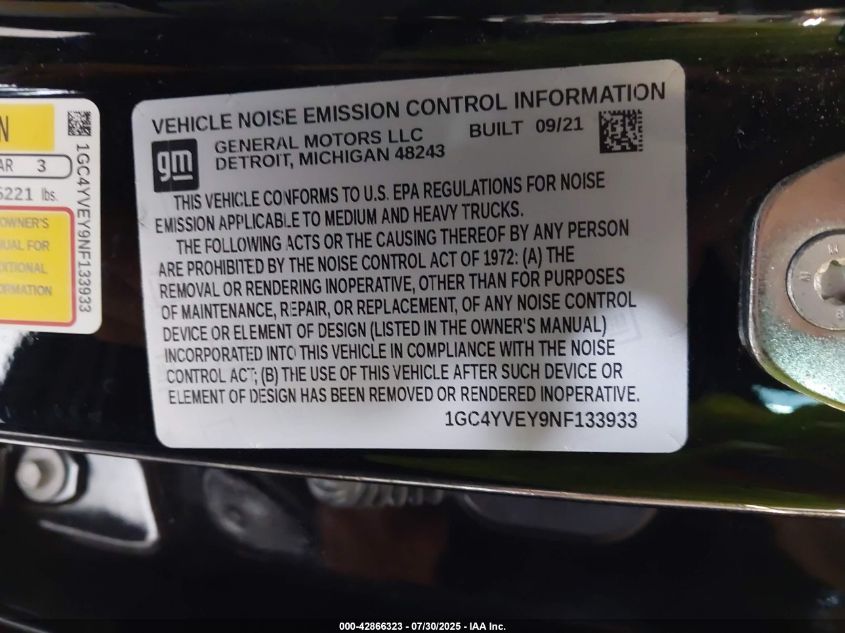 N
AR 3
6221 lbs.
OWNER'S
UAL FOR
DITIONAL
ORMATION
1GC4YVEY9NF133933
VEHICLE NOISE EMISSION CONTROL INFORMATION
gm
GENERAL MOTORS LLC BUILT 09/21
DETROIT, MICHIGAN 48243
THIS VEHICLE CONFORMS TO U.S. EPA REGULATIONS FOR NOISE
EMISSION APPLICABLE TO MEDIUM AND HEAVY TRUCKS.
THE FOLLOWING ACTS OR THE CAUSING THEREOF BY ANY PERSON
ARE PROHIBITED BY THE NOISE CONTROL ACT OF 1972: (A) THE
REMOVAL OR RENDERING INOPERATIVE, OTHER THAN FOR PURPOSES
OF MAINTENANCE, REPAIR, OR REPLACEMENT, OF ANY NOISE CONTROL
DEVICE OR ELEMENT OF DESIGN (LISTED IN THE OWNER'S MANUAL)
INCORPORATED INTO THIS VEHICLE IN COMPLIANCE WITH THE NOISE
CONTROL ACT; (B) THE USE OF THIS VEHICLE AFTER SUCH DEVICE OR
ELEMENT OF DESIGN HAS BEEN REMOVED OR RENDERED INOPERATIVE.
1GC4YVEY9NF133933
000-42866323 - 07/30/2025 - IAA Inc.